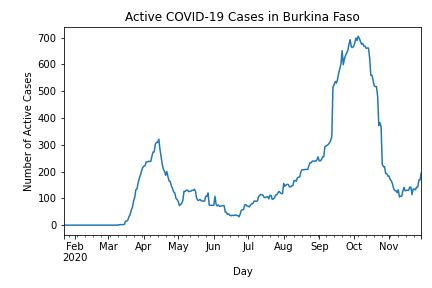 Active COVID-19 Cases in Burkina Faso
Number of Active Cases
700
600
500
400
300
200
100
0
Feb Mar Apr May Jun Jul Aug Sep Oct Nov
2020
Day